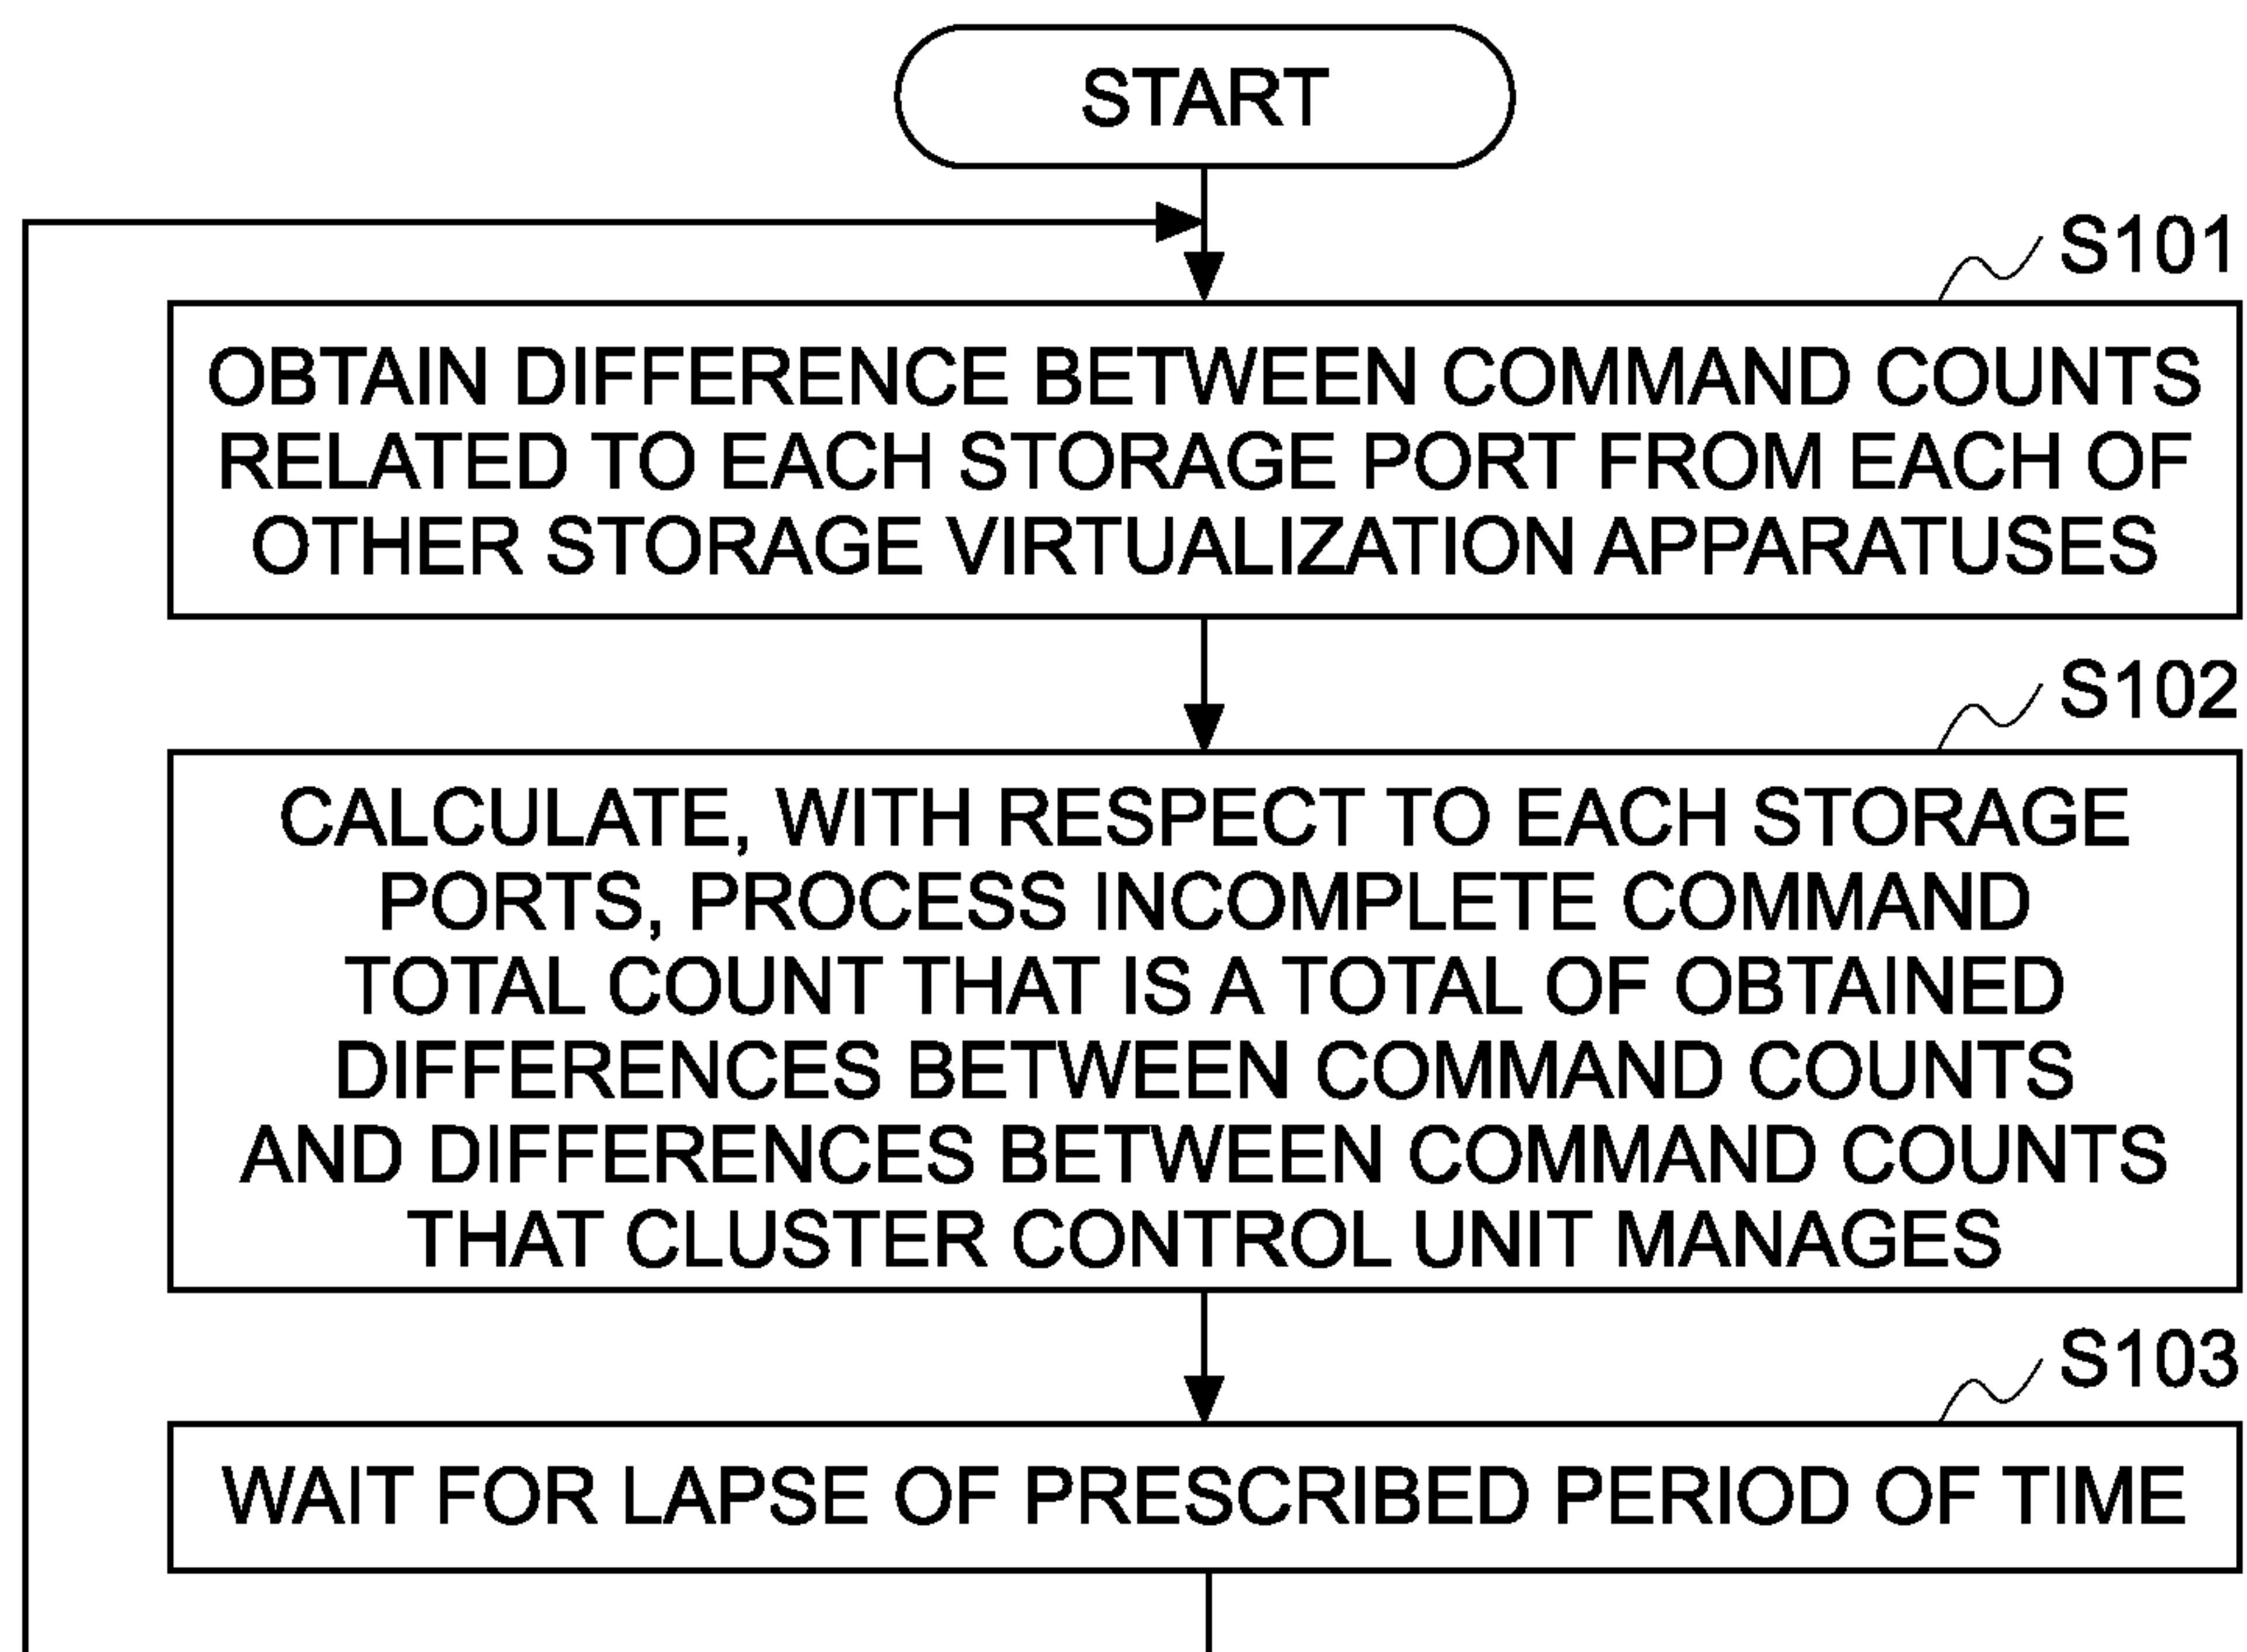 START
S101
OBTAIN DIFFERENCE BETWEEN COMMAND COUNTS
RELATED TO EACH STORAGE PORT FROM EACH OF
OTHER STORAGE VIRTUALIZATION APPARATUSES
S102
CALCULATE, WITH RESPECT TO EACH STORAGE
PORTS, PROCESS INCOMPLETE COMMAND
TOTAL COUNT THAT IS A TOTAL OF OBTAINED
DIFFERENCES BETWEEN COMMAND COUNTS
AND DIFFERENCES BETWEEN COMMAND COUNTS
THAT CLUSTER CONTROL UNIT MANAGES
S103
WAIT FOR LAPSE OF PRESCRIBED PERIOD OF TIME